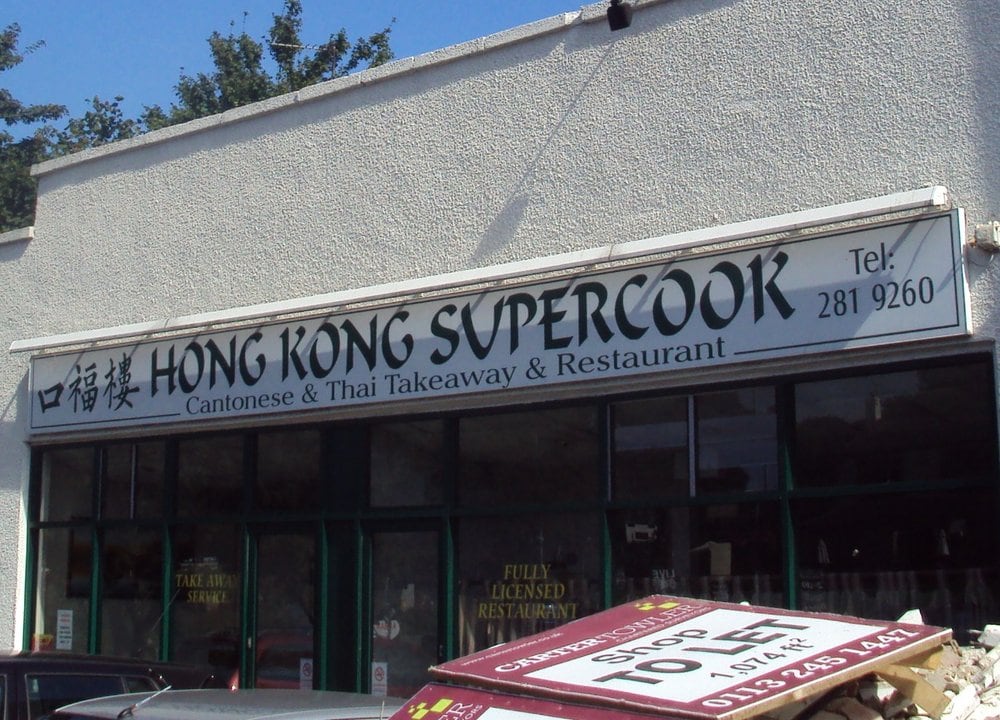 口福樓 HONG KONG SUPERCOOK
Cantonese & Thai Takeaway & Restaurant
Tel:
281 9260
TAKE AWAY
SERVICE
FULLY
LICENSED
RESTAURANT
CARTERTOWLER
Shop
TO LET
1,074 ft²
0113 245 1447